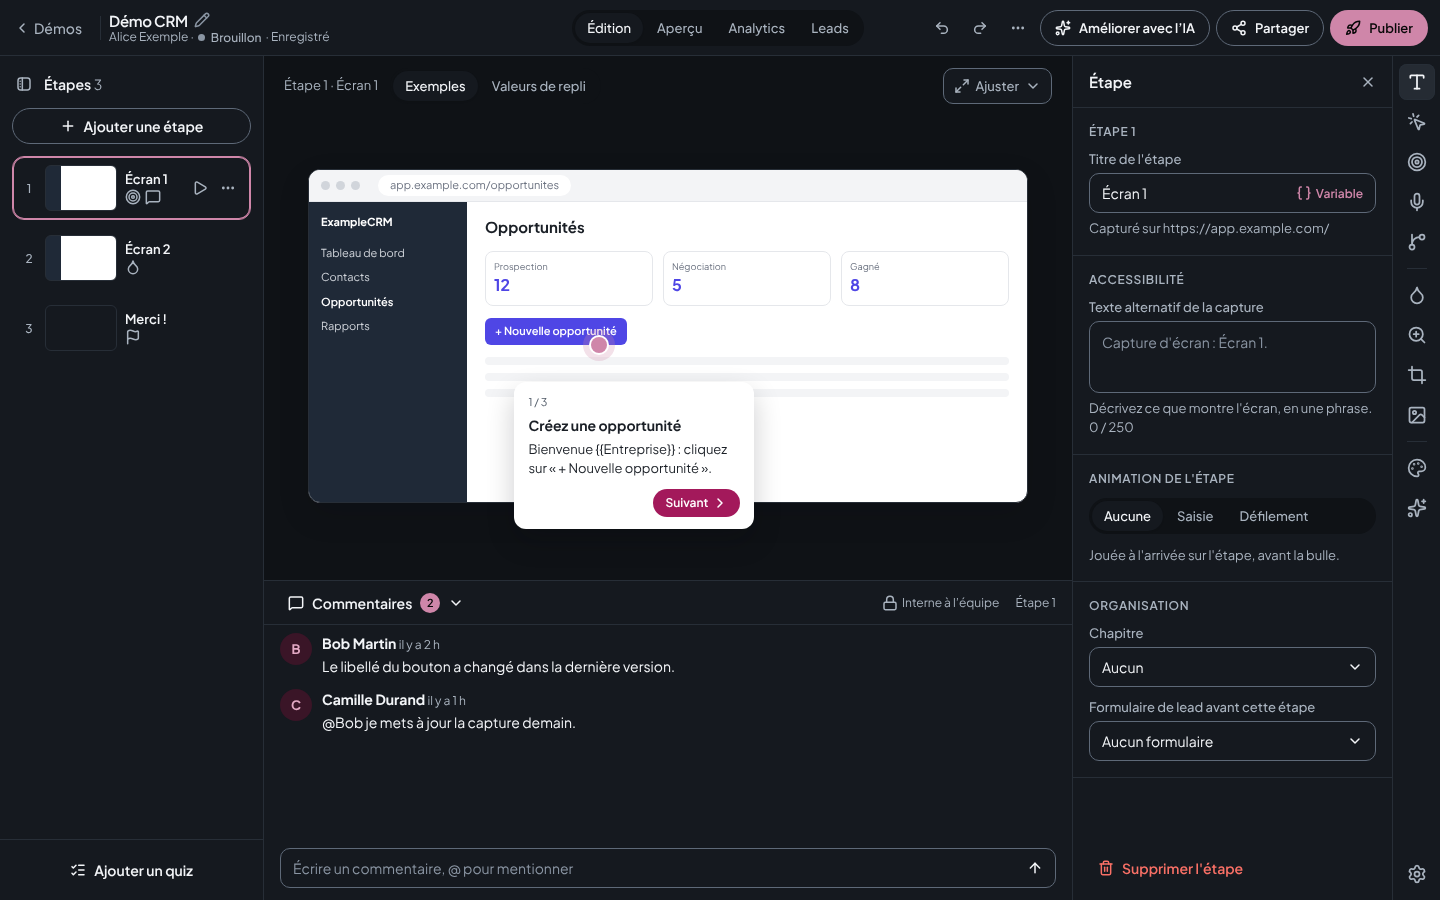 Démos
Démo CRM
Alice Exemple · Brouillon · Enregistré
Édition
Aperçu
Analytics
Leads
Améliorer avec l'IA
Partager
Publier
Étapes 3
Ajouter une étape
1
Écran 1
2
Écran 2
3
Merci !
Ajouter un quiz
Étape 1 · Écran 1
Exemples
Valeurs de repli
Ajuster
app.example.com/opportunites
ExampleCRM
Tableau de bord
Contacts
Opportunités
Rapports
Opportunités
Prospection
12
Négociation
5
Gagné
8
+ Nouvelle opportunité
1 / 3
Créez une opportunité
Bienvenue {{Entreprise}} : cliquez
sur « + Nouvelle opportunité ».
Suivant
Commentaires 2
Interne à l'équipe
Étape 1
B
Bob Martin il y a 2 h
Le libellé du bouton a changé dans la dernière version.
C
Camille Durand il y a 1 h
@Bob je mets à jour la capture demain.
Écrire un commentaire, @ pour mentionner
Étape
ÉTAPE 1
Titre de l'étape
Écran 1
{ } Variable
Capturé sur https://app.example.com/
ACCESSIBILITÉ
Texte alternatif de la capture
Capture d'écran : Écran 1.
Décrivez ce que montre l'écran, en une phrase.
0 / 250
ANIMATION DE L'ÉTAPE
Aucune
Saisie
Défilement
Jouée à l'arrivée sur l'étape, avant la bulle.
ORGANISATION
Chapitre
Aucun
Formulaire de lead avant cette étape
Aucun formulaire
Supprimer l'étape